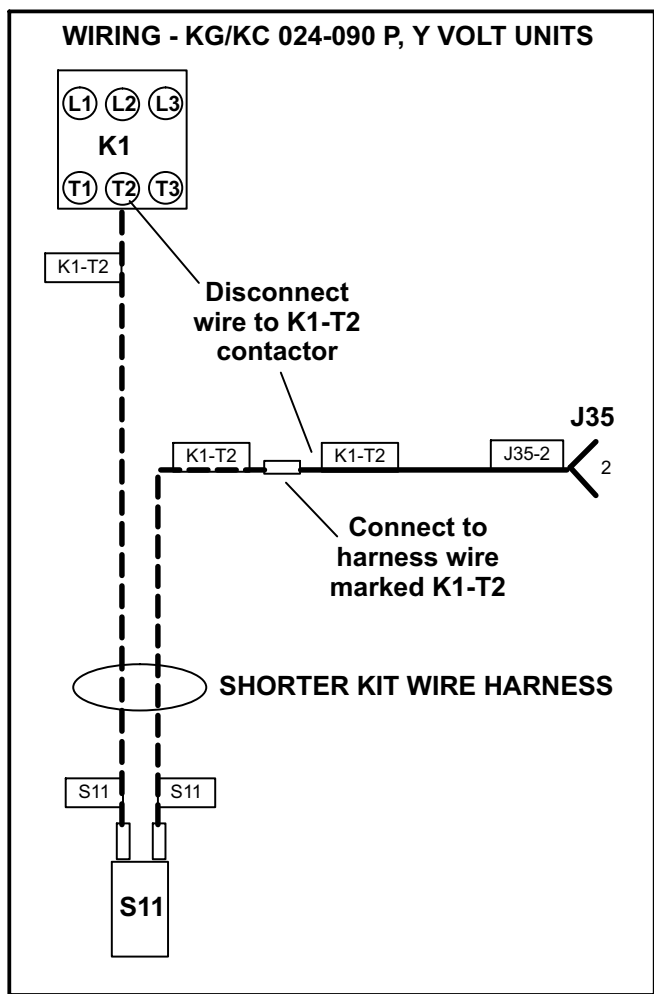 WIRING - KG/KC 024-090 P, Y VOLT UNITS
L1 L2 L3
K1
T1 T2 T3
K1-T2
Disconnect
wire to K1-T2
contactor
J35
K1-T2
K1-T2
J35-2
2
Connect to
harness wire
marked K1-T2
SHORTER KIT WIRE HARNESS
S11
S11
S11